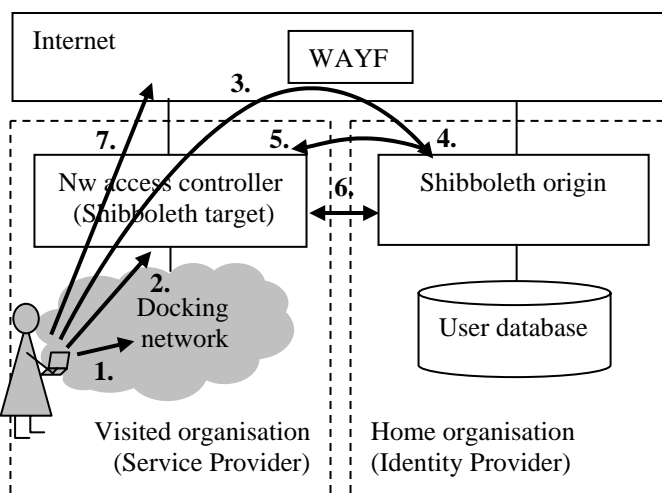 Internet
WAYF
3.
7.
5.
4.
Nw access controller
(Shibboleth target)
6.
Shibboleth origin
2.
Docking
network
1.
User database
Visited organisation
(Service Provider)
Home organisation
(Identity Provider)